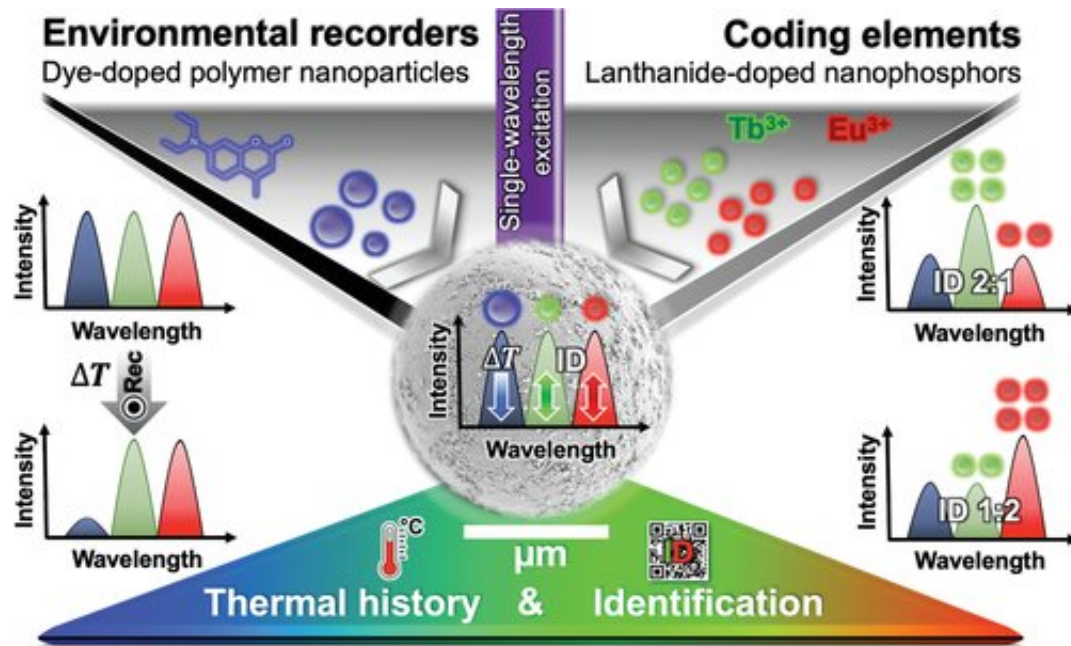 Environmental recorders
Dye-doped polymer nanoparticles
Single-wavelength
excitation
Coding elements
Lanthanide-doped nanophosphors
N
O
O
Tb³⁺
Eu³⁺
Intensity
Wavelength
ΔT
Rec
Intensity
Wavelength
Intensity
ΔT
ID
Wavelength
Intensity
ID 2:1
Wavelength
Intensity
ID 1:2
Wavelength
°C
µm
ID
Thermal history & Identification